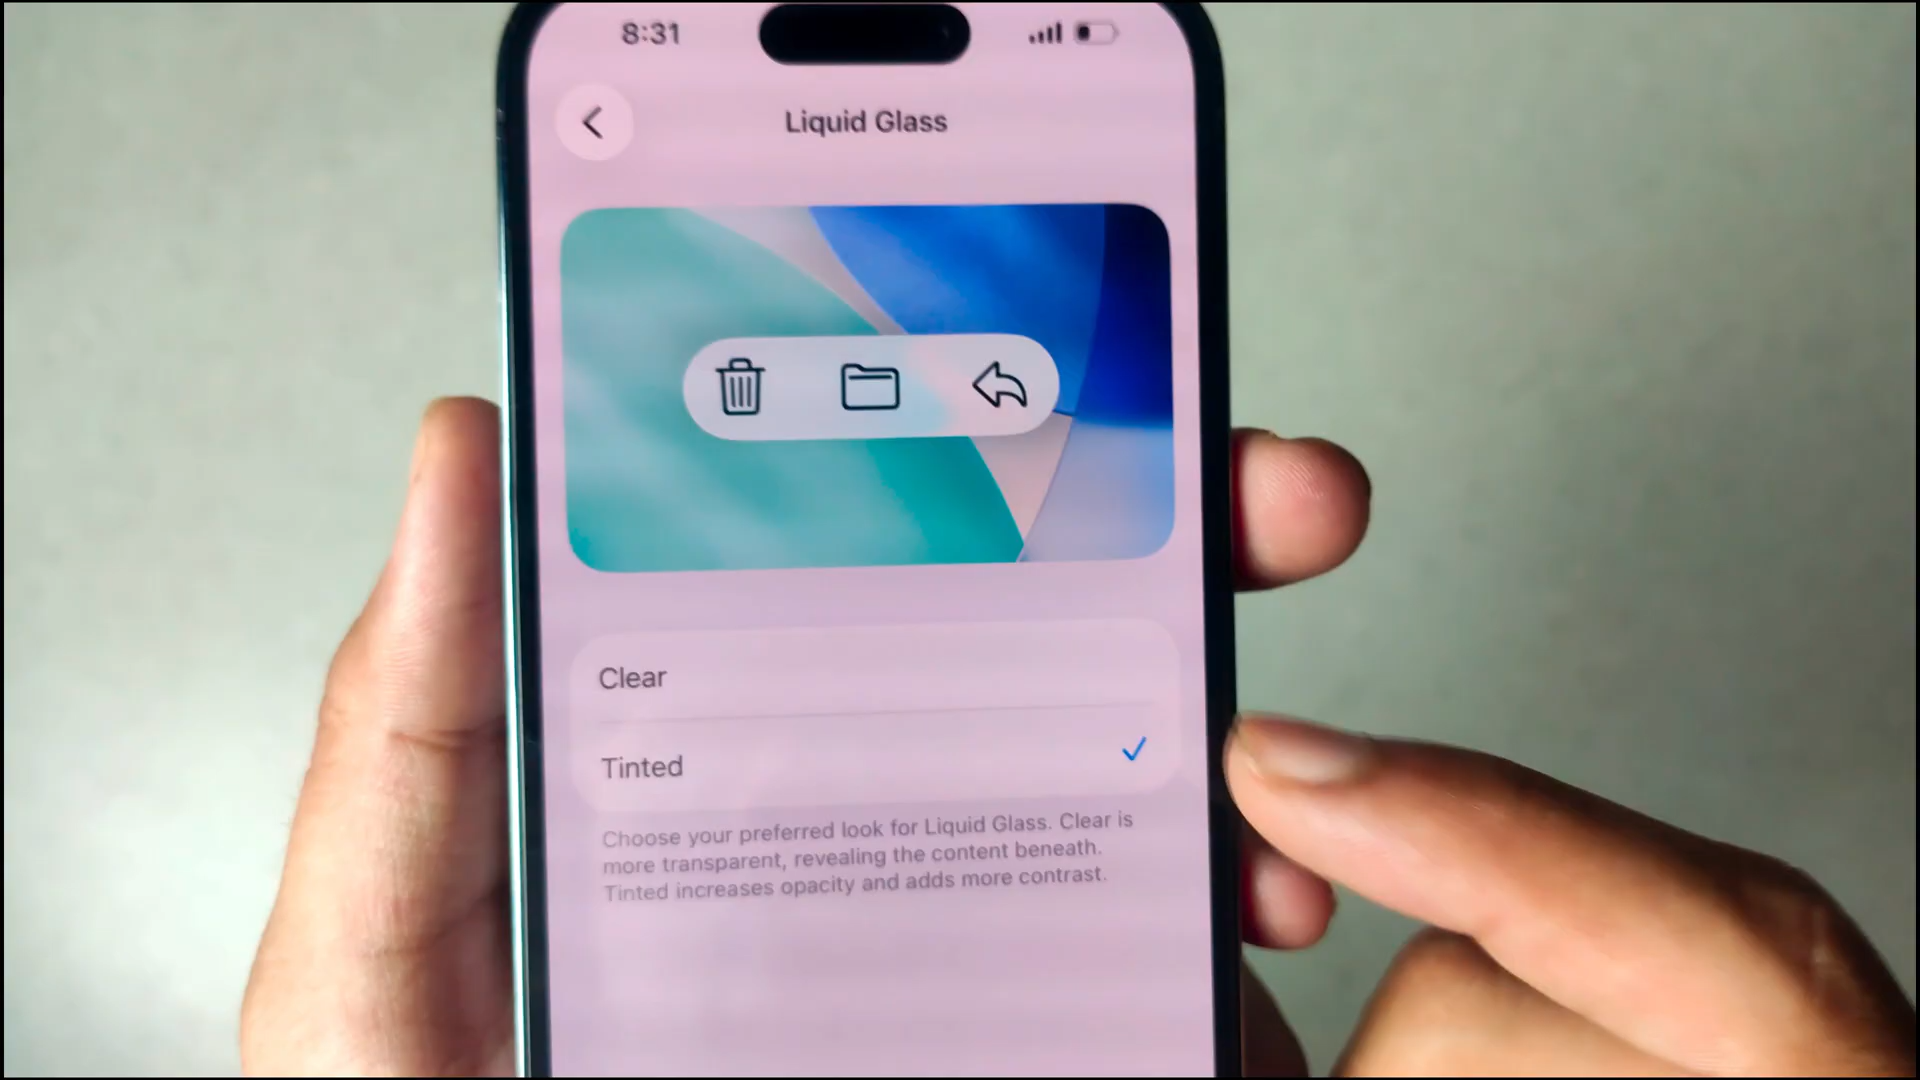 8:31
Liquid Glass
Clear
Tinted
Choose your preferred look for Liquid Glass. Clear is
more transparent, revealing the content beneath.
Tinted increases opacity and adds more contrast.